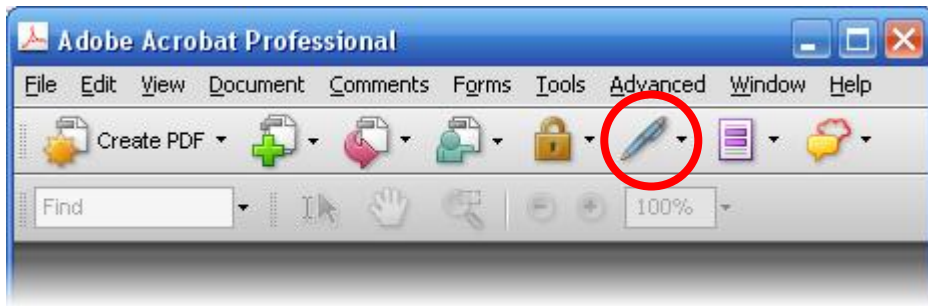 Adobe Acrobat Professional
File Edit View Document Comments Forms Tools Advanced Window Help
Create PDF
Find 100%